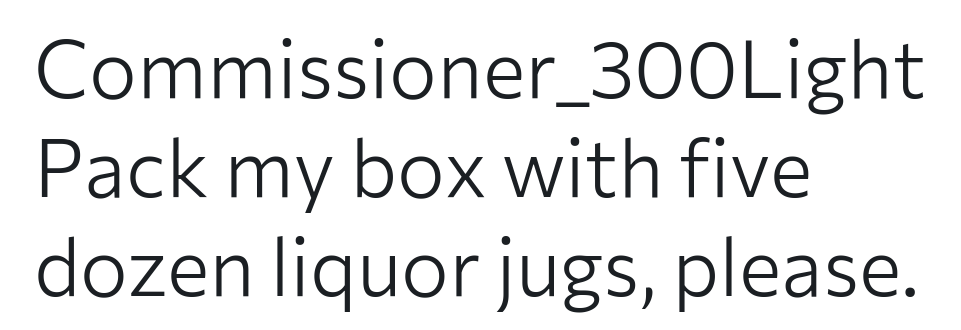 Commissioner_300Light
Pack my box with five
dozen liquor jugs, please.